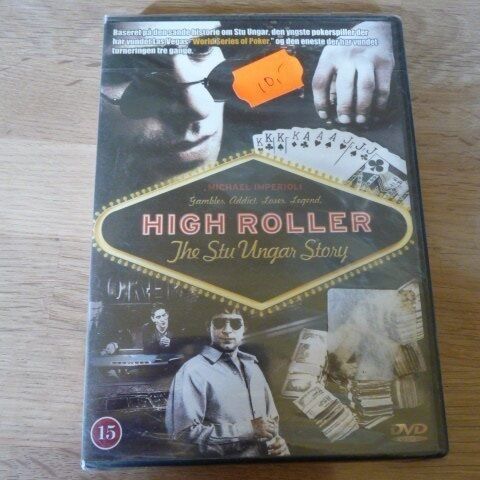 Baseret på den sande historie om Stu Ungar, den yngste pokerspiller der
har vundet Las Vegas "World Series of Poker," og den eneste der har vundet
turneringen tre gange.
10,-
K K K K A A A J J J
MICHAEL IMPERIOLI
Gambler. Addict. Loser. Legend.
HIGH ROLLER
The Stu Ungar Story
15
DVD